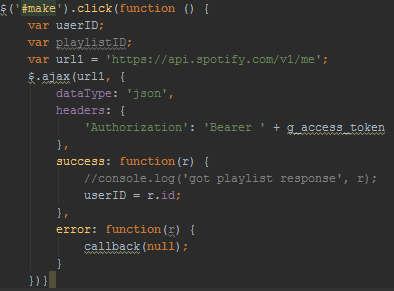 $('#make').click(function () {
    var userID;
    var playlistID;
    var url1 = 'https://api.spotify.com/v1/me';
    $.ajax(url1, {
        dataType: 'json',
        headers: {
            'Authorization': 'Bearer ' + g_access_token
        },
        success: function(r) {
            //console.log('got playlist response', r);
            userID = r.id;
        },
        error: function(r) {
            callback(null);
        }
    })}